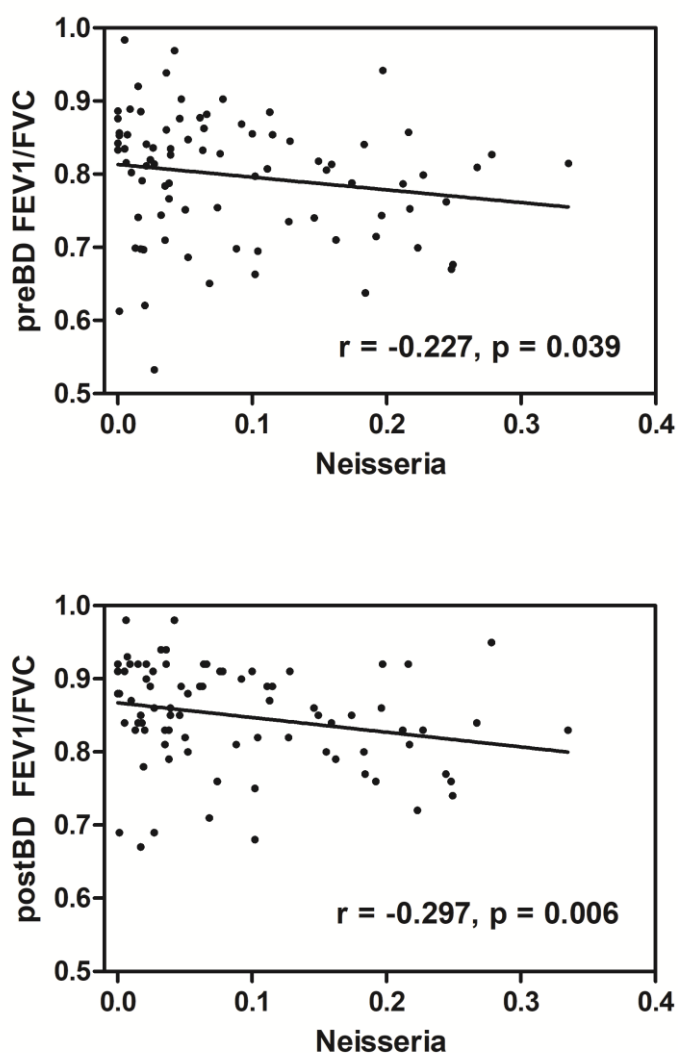 1.0
0.9
0.8
0.7
0.6
0.5
preBD FEV1/FVC
r = -0.227, p = 0.039
0.0 0.1 0.2 0.3 0.4
Neisseria
1.0
0.9
0.8
0.7
0.6
0.5
postBD FEV1/FVC
r = -0.297, p = 0.006
0.0 0.1 0.2 0.3 0.4
Neisseria